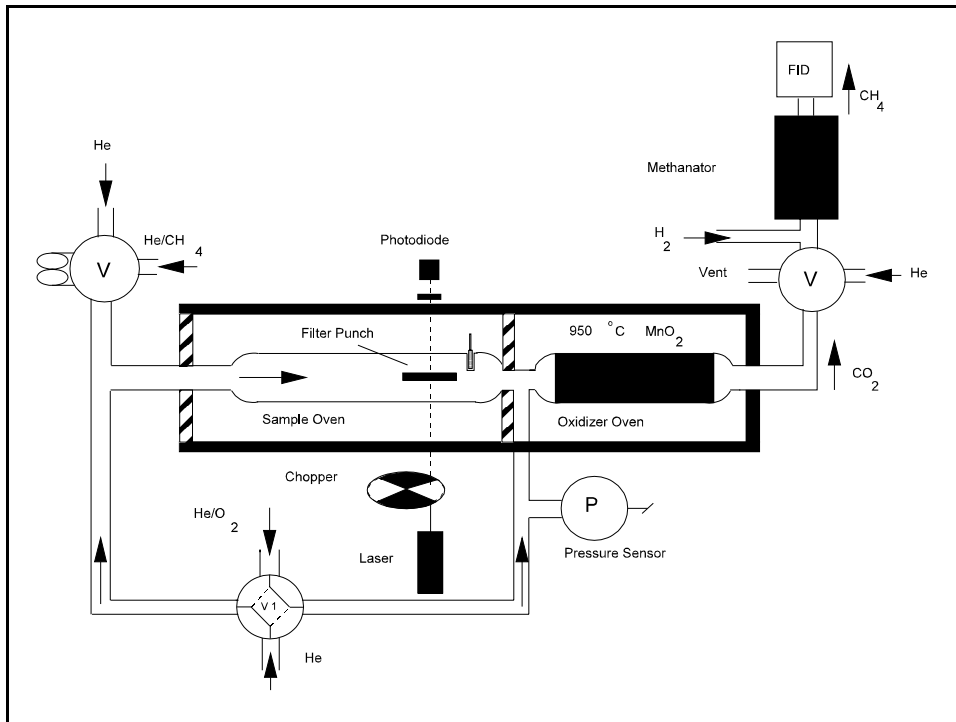 FID
CH
4
He
Methanator
He/CH
4
Photodiode
H
2
V
Vent
V
He
Filter Punch
950 °C MnO
2
CO
2
Sample Oven
Oxidizer Oven
Chopper
He/O
2
P
Laser
Pressure Sensor
V 1
He